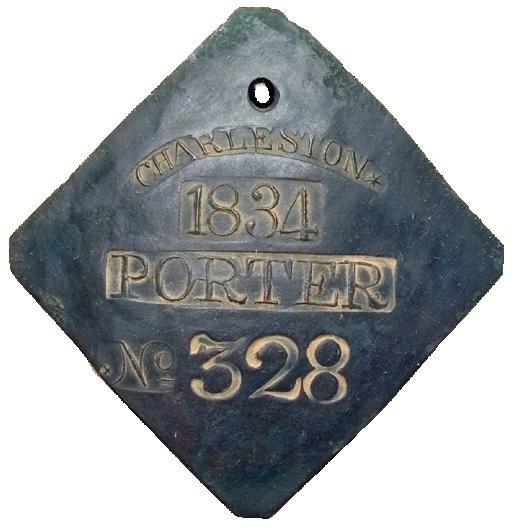 CHARLESTON*
1834
PORTER
No 328